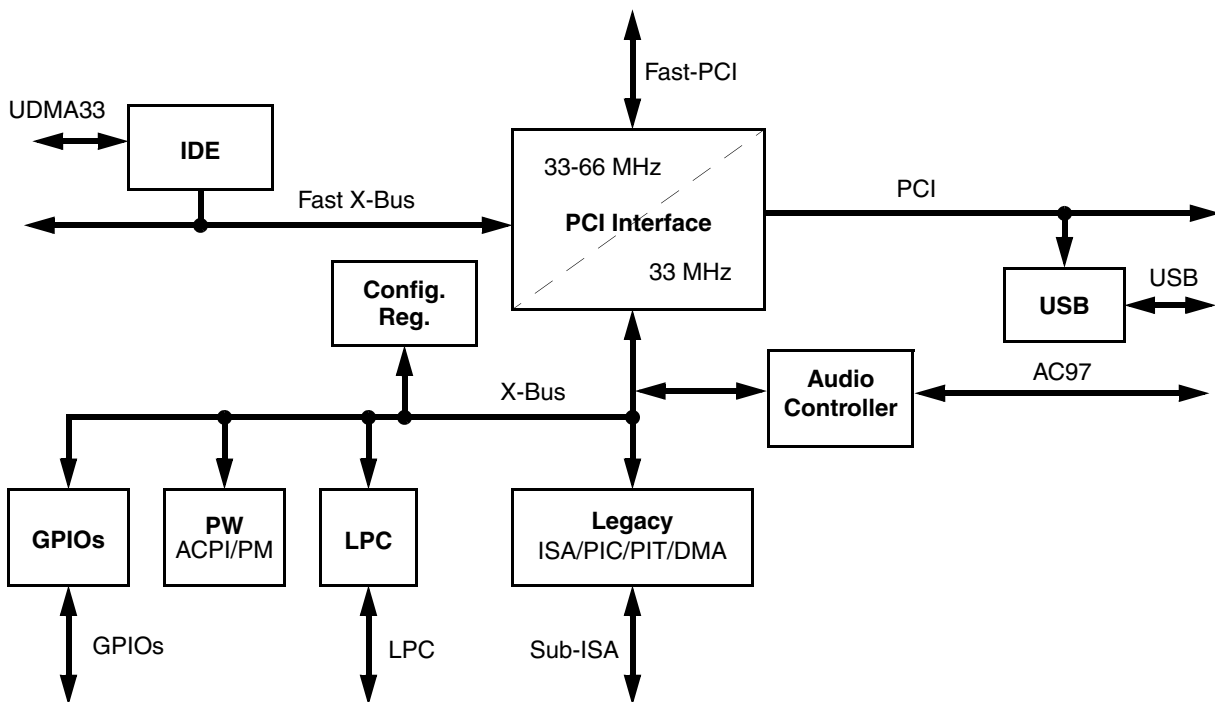 Fast-PCI
UDMA33
IDE
33-66 MHz
PCI
Fast X-Bus
PCI Interface
33 MHz
Config.
Reg.
USB
USB
X-Bus
Audio
Controller
AC97
GPIOs
PW
ACPI/PM
LPC
Legacy
ISA/PIC/PIT/DMA
GPIOs
LPC
Sub-ISA